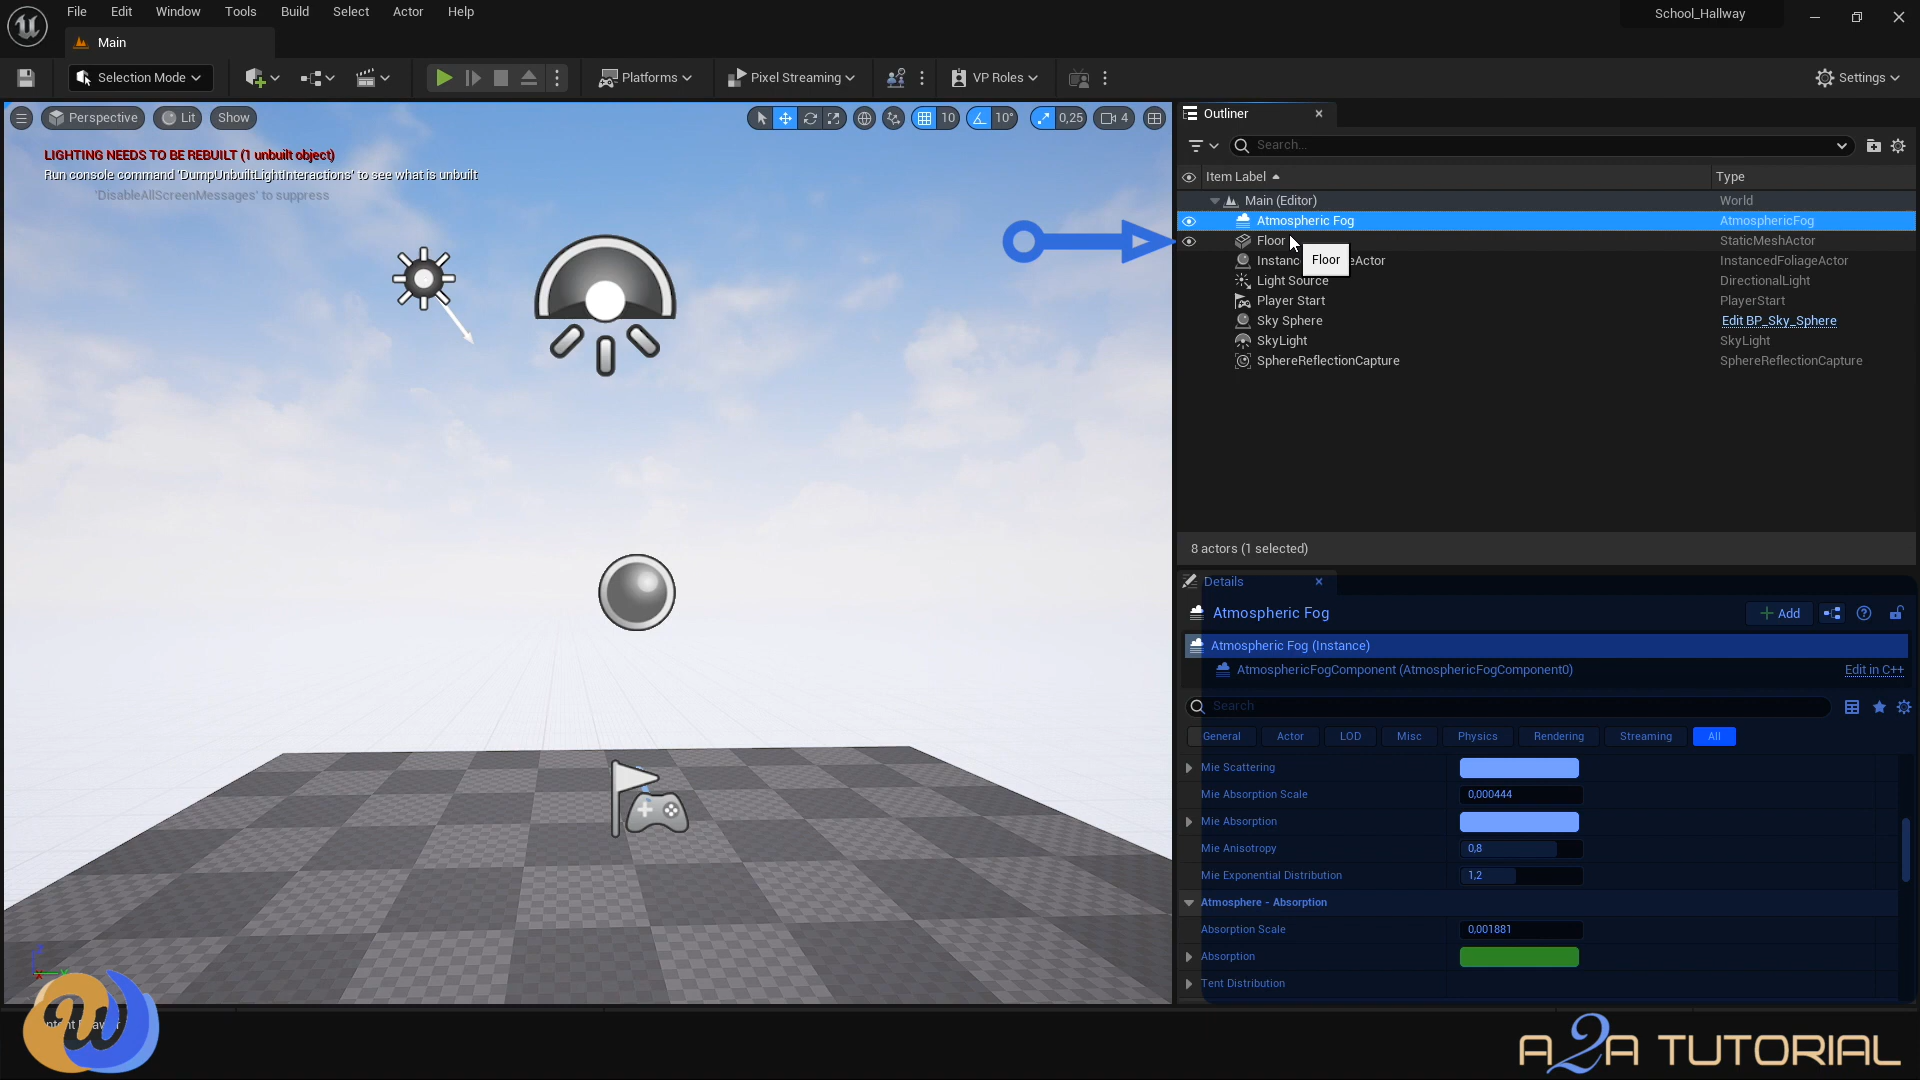 File Edit Window Tools Build Select Actor Help
School_Hallway
Main
Selection Mode
Platforms
Pixel Streaming
VP Roles
Settings
Perspective Lit Show
10 10° 0,25 4
LIGHTING NEEDS TO BE REBUILT (1 unbuilt object)
Run console command 'DumpUnbuiltLightInteractions' to see what is unbuilt
'DisableAllScreenMessages' to suppress
Outliner
Search...
Item Label Type
Main (Editor) World
Atmospheric Fog AtmosphericFog
Floor StaticMeshActor
Floor
InstancedFoliageActor
Light Source DirectionalLight
Player Start PlayerStart
Sky Sphere Edit BP_Sky_Sphere
SkyLight SkyLight
SphereReflectionCapture SphereReflectionCapture
8 actors (1 selected)
Details
Atmospheric Fog
Add
Atmospheric Fog (Instance)
AtmosphericFogComponent (AtmosphericFogComponent0) Edit in C++
Search
General Actor LOD Misc Physics Rendering Streaming All
Mie Scattering
Mie Absorption Scale 0,000444
Mie Absorption
Mie Anisotropy 0,8
Mie Exponential Distribution 1,2
Atmosphere - Absorption
Absorption Scale 0,001881
Absorption
Tent Distribution
A2A TUTORIAL